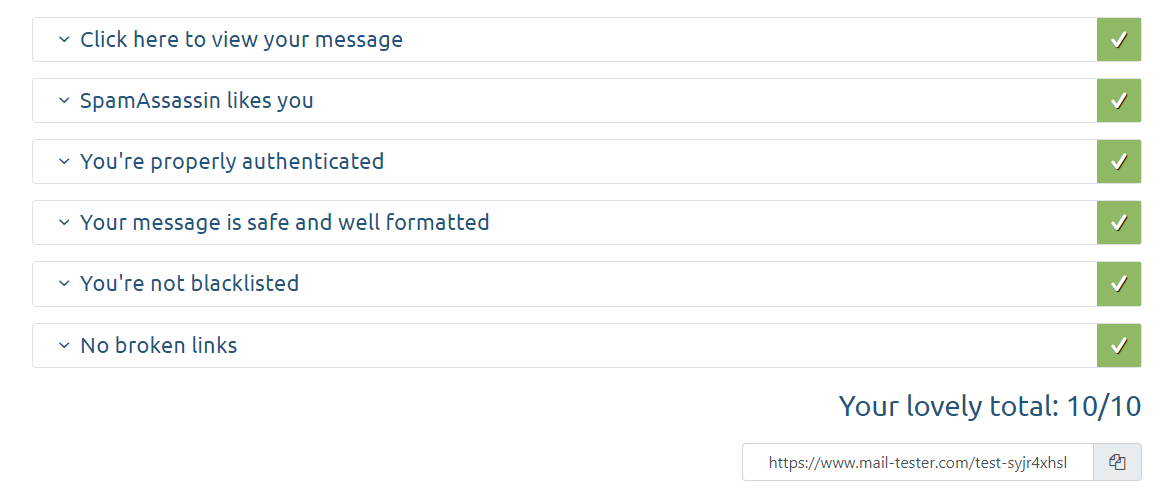 Click here to view your message
SpamAssassin likes you
You're properly authenticated
Your message is safe and well formatted
You're not blacklisted
No broken links
Your lovely total: 10/10
https://www.mail-tester.com/test-syjr4xhsl